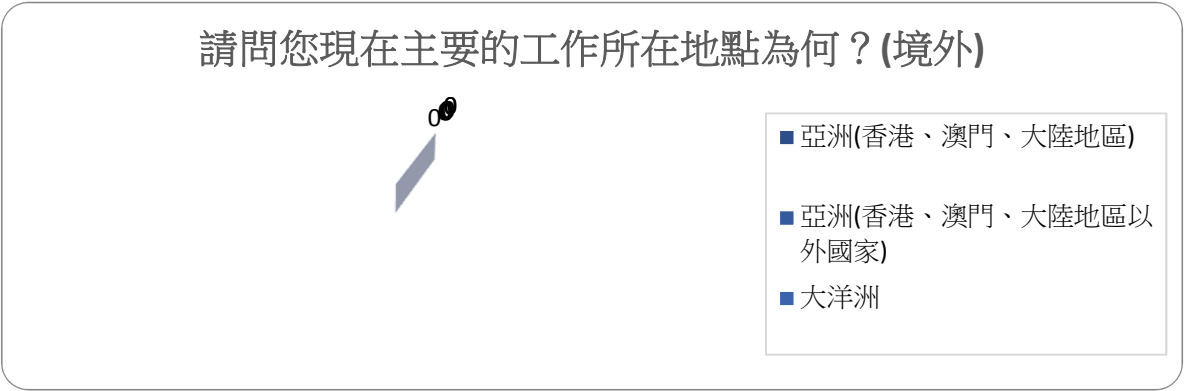 請問您現在主要的工作所在地點為何？(境外)
0
亞洲(香港、澳門、大陸地區)
亞洲(香港、澳門、大陸地區以
外國家)
大洋洲